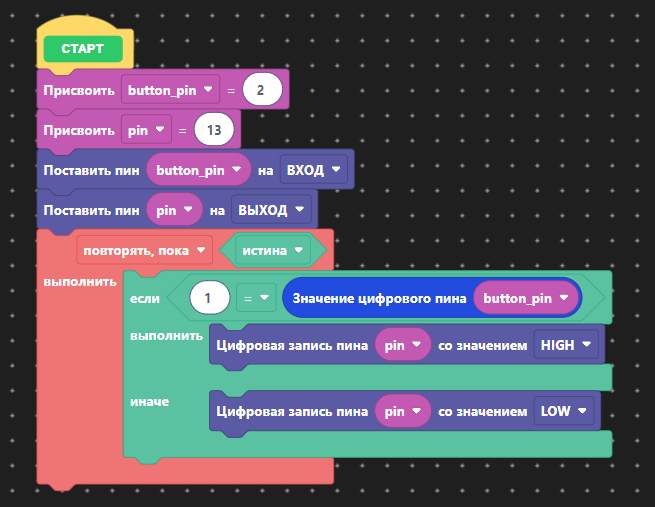 СТАРТ
Присвоить button_pin = 2
Присвоить pin = 13
Поставить пин button_pin на ВХОД
Поставить пин pin на ВЫХОД
повторять, пока истина
выполнить
если 1 = Значение цифрового пина button_pin
выполнить Цифровая запись пина pin со значением HIGH
иначе Цифровая запись пина pin со значением LOW